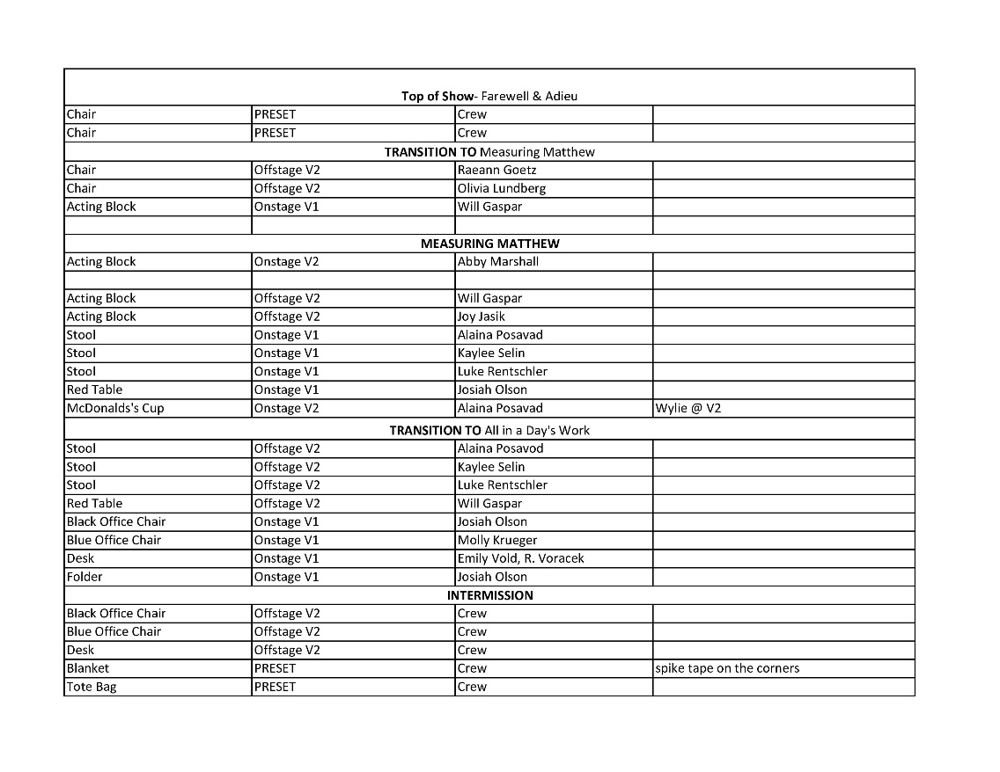 Top of Show- Farewell & Adieu
Chair PRESET Crew
Chair PRESET Crew
TRANSITION TO Measuring Matthew
Chair Offstage V2 Raeann Goetz
Chair Offstage V2 Olivia Lundberg
Acting Block Onstage V1 Will Gaspar
MEASURING MATTHEW
Acting Block Onstage V2 Abby Marshall
Acting Block Offstage V2 Will Gaspar
Acting Block Offstage V2 Joy Jasik
Stool Onstage V1 Alaina Posavad
Stool Onstage V1 Kaylee Selin
Stool Onstage V1 Luke Rentschler
Red Table Onstage V1 Josiah Olson
McDonalds's Cup Onstage V2 Alaina Posavad Wylie @ V2
TRANSITION TO All in a Day's Work
Stool Offstage V2 Alaina Posavod
Stool Offstage V2 Kaylee Selin
Stool Offstage V2 Luke Rentschler
Red Table Offstage V2 Will Gaspar
Black Office Chair Onstage V1 Josiah Olson
Blue Office Chair Onstage V1 Molly Krueger
Desk Onstage V1 Emily Vold, R. Voracek
Folder Onstage V1 Josiah Olson
INTERMISSION
Black Office Chair Offstage V2 Crew
Blue Office Chair Offstage V2 Crew
Desk Offstage V2 Crew
Blanket PRESET Crew spike tape on the corners
Tote Bag PRESET Crew